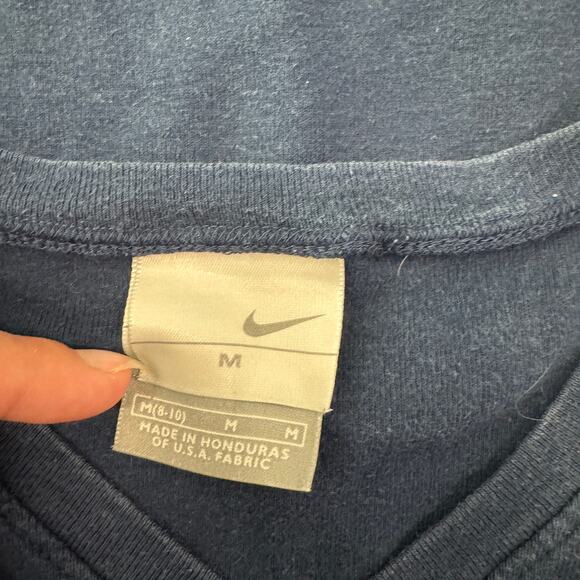 M
M(8-10) M M
MADE IN HONDURAS
OF U.S.A. FABRIC